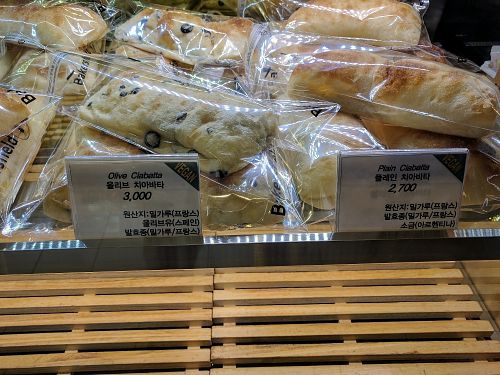 Olive Ciabatta
올리브 치아바타
3,000
VEGAN
원산지:밀가루(프랑스)
올리브유(스페인)
발효종(밀가루/프랑스)
Plain Ciabatta
플레인 치아바타
2,700
VEGAN
원산지:밀가루(프랑스)
발효종(밀가루/프랑스)
소금(아르헨티나)